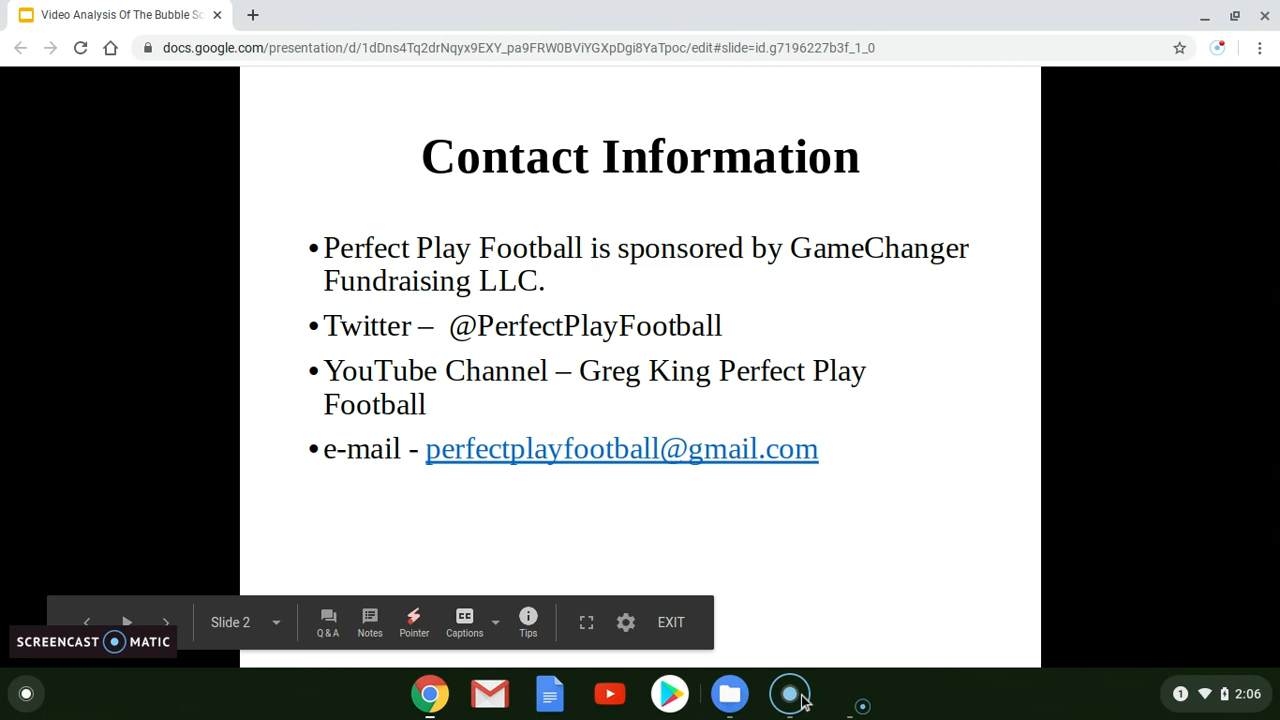 Video Analysis Of The Bubble Sc
docs.google.com/presentation/d/1dDns4Tq2drNqyx9EXY_pa9FRW0BViYGXpDgi8YaTpoc/edit#slide=id.g7196227b3f_1_0
Contact Information
•Perfect Play Football is sponsored by GameChanger
Fundraising LLC.
•Twitter – @PerfectPlayFootball
•YouTube Channel – Greg King Perfect Play
Football
•e-mail - perfectplayfootball@gmail.com
Slide 2
Q & A
Notes
Pointer
CC
Captions
Tips
EXIT
SCREENCAST MATIC
1
2:06